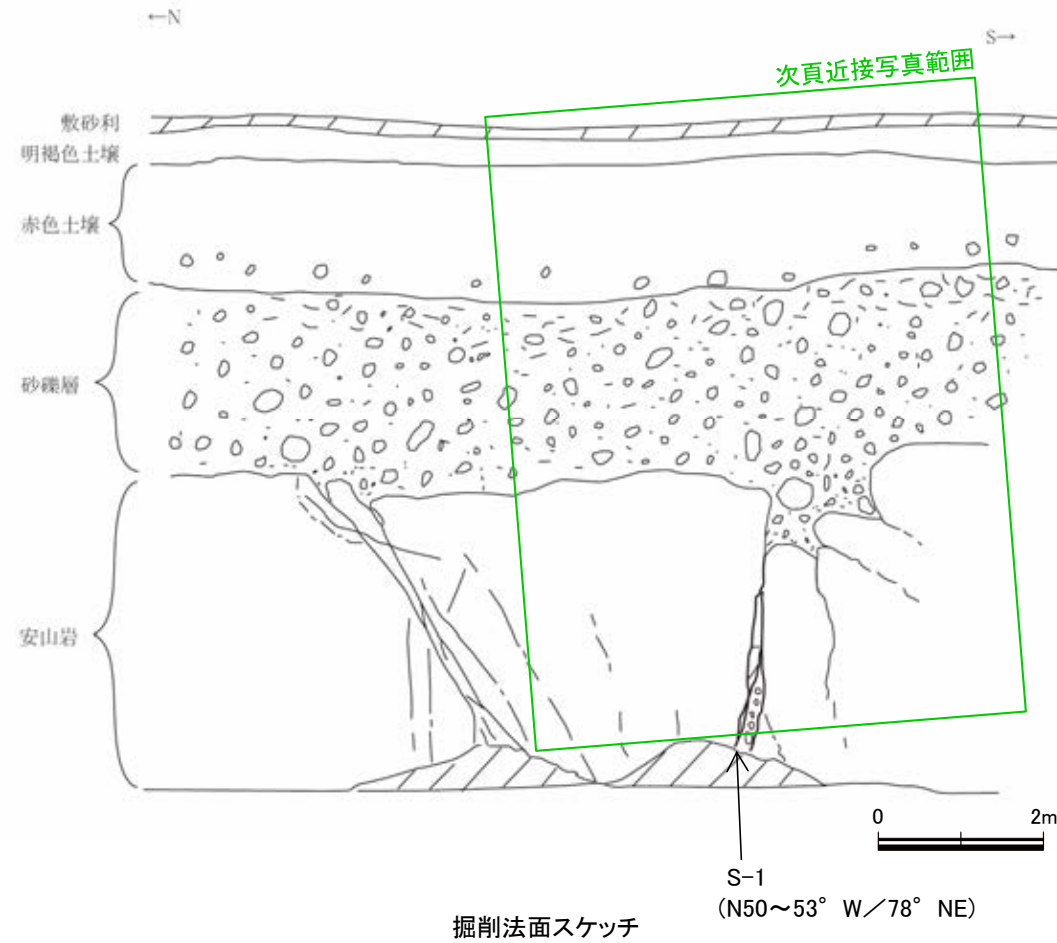 ←N
S→
次頁近接写真範囲
敷砂利
明褐色土壌
赤色土壌
砂礫層
安山岩
0 2m
S-1
(N50～53° W／78° NE)
掘削法面スケッチ